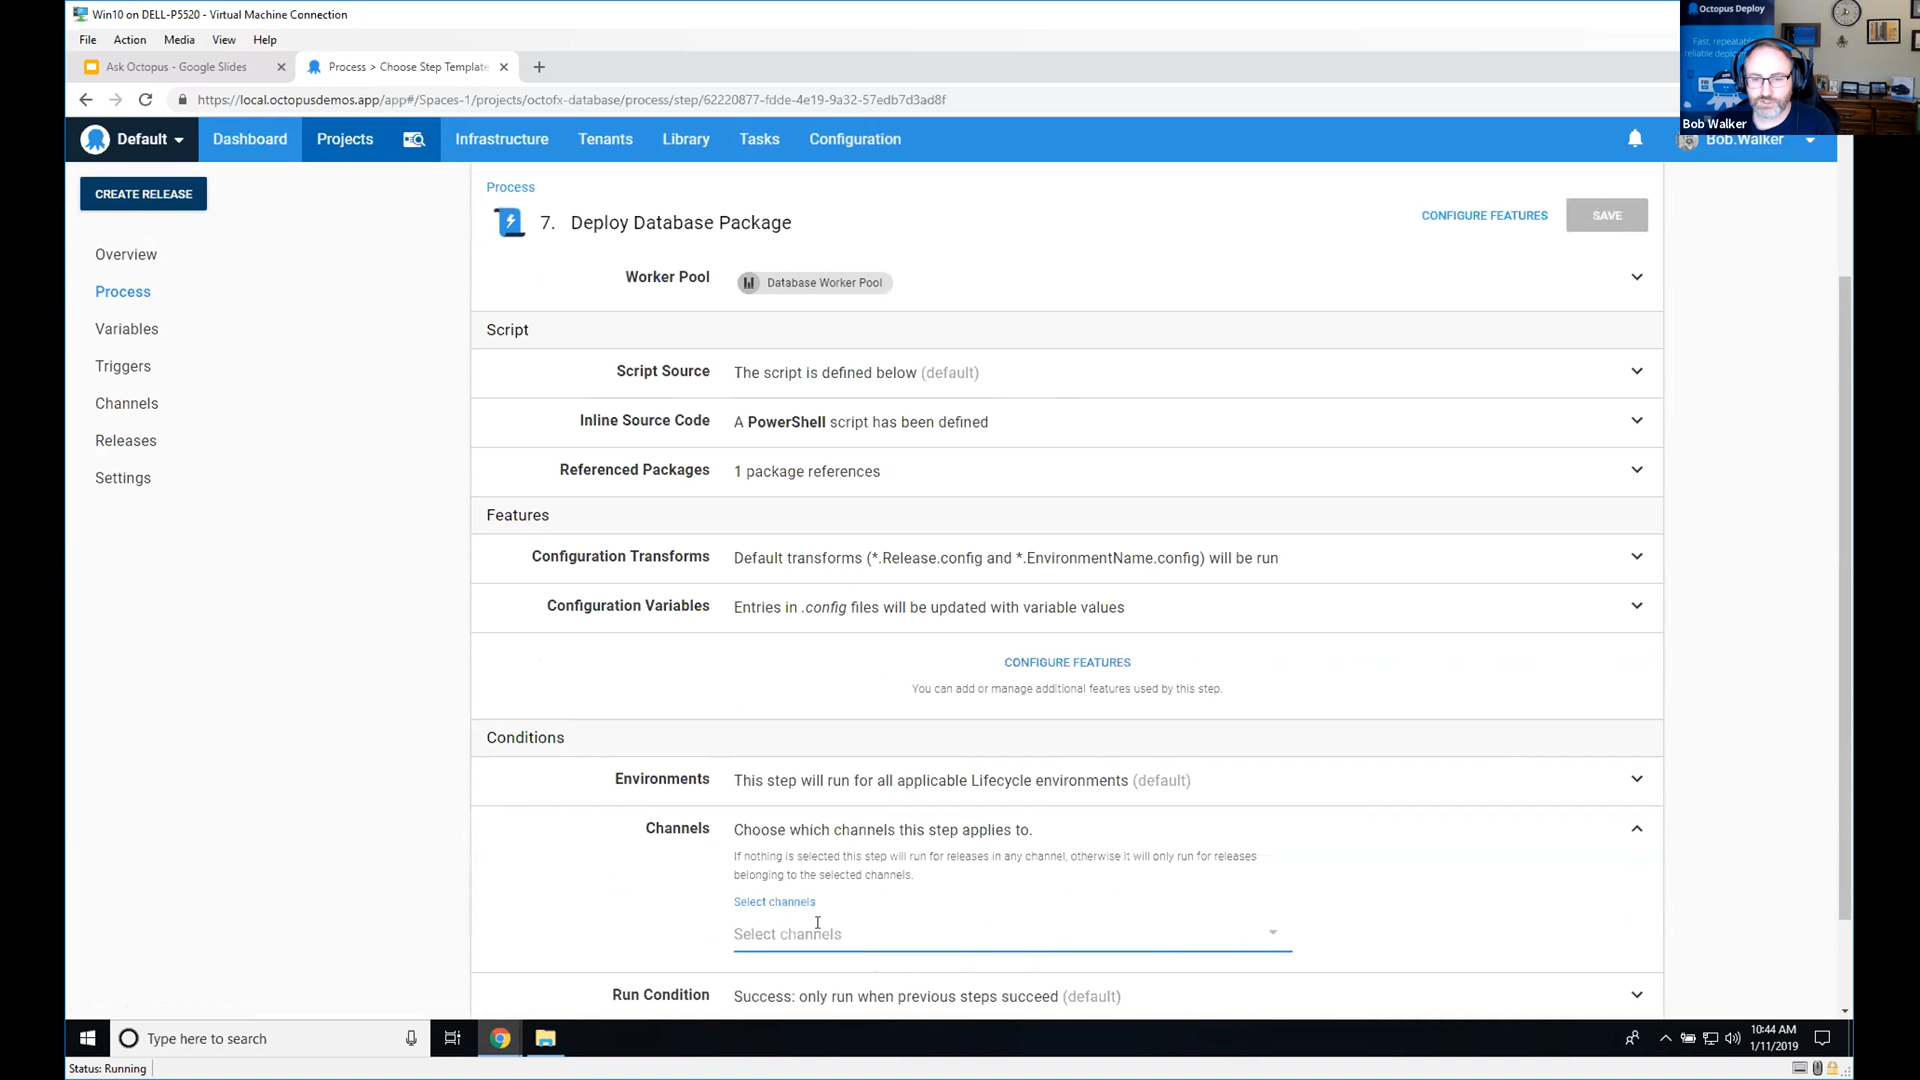 Win10 on DELL-P5520 - Virtual Machine Connection
File Action Media View Help
Ask Octopus - Google Slides
Process > Choose Step Template
https://local.octopusdemos.app/app#/Spaces-1/projects/octofx-database/process/step/62220877-fdde-4e19-9a32-57edb7d3ad8f
Octopus Deploy
Fast, repeatable
reliable
Bob Walker
Default Dashboard Projects Infrastructure Tenants Library Tasks Configuration Bob.Walker
CREATE RELEASE
Overview
Process
Variables
Triggers
Channels
Releases
Settings
Process
7. Deploy Database Package
CONFIGURE FEATURES SAVE
Worker Pool Database Worker Pool
Script
Script Source The script is defined below (default)
Inline Source Code A PowerShell script has been defined
Referenced Packages 1 package references
Features
Configuration Transforms Default transforms (*.Release.config and *.EnvironmentName.config) will be run
Configuration Variables Entries in .config files will be updated with variable values
CONFIGURE FEATURES
You can add or manage additional features used by this step.
Conditions
Environments This step will run for all applicable Lifecycle environments (default)
Channels Choose which channels this step applies to.
If nothing is selected this step will run for releases in any channel, otherwise it will only run for releases
belonging to the selected channels.
Select channels
Select channels
Run Condition Success: only run when previous steps succeed (default)
Type here to search
10:44 AM
1/11/2019
Status: Running